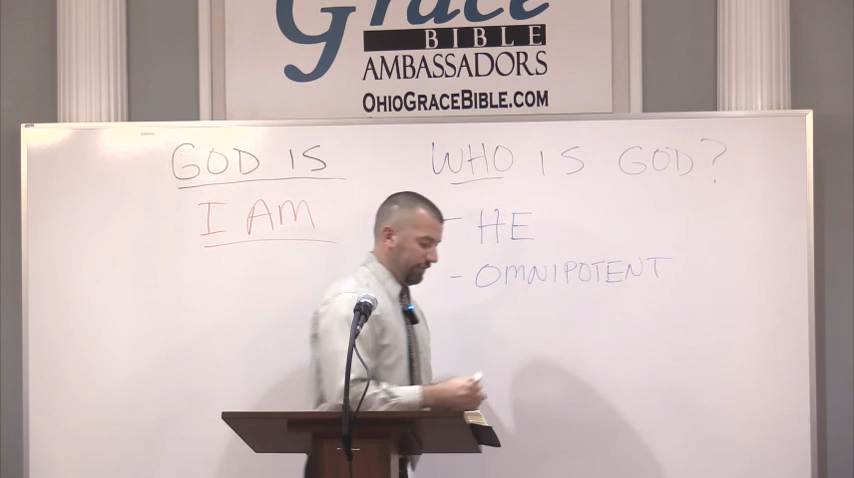 Grace
BIBLE
AMBASSADORS
OHIOGRACEBIBLE.COM
GOD IS
I AM
WHO IS GOD?
- HE
- OMNIPOTENT